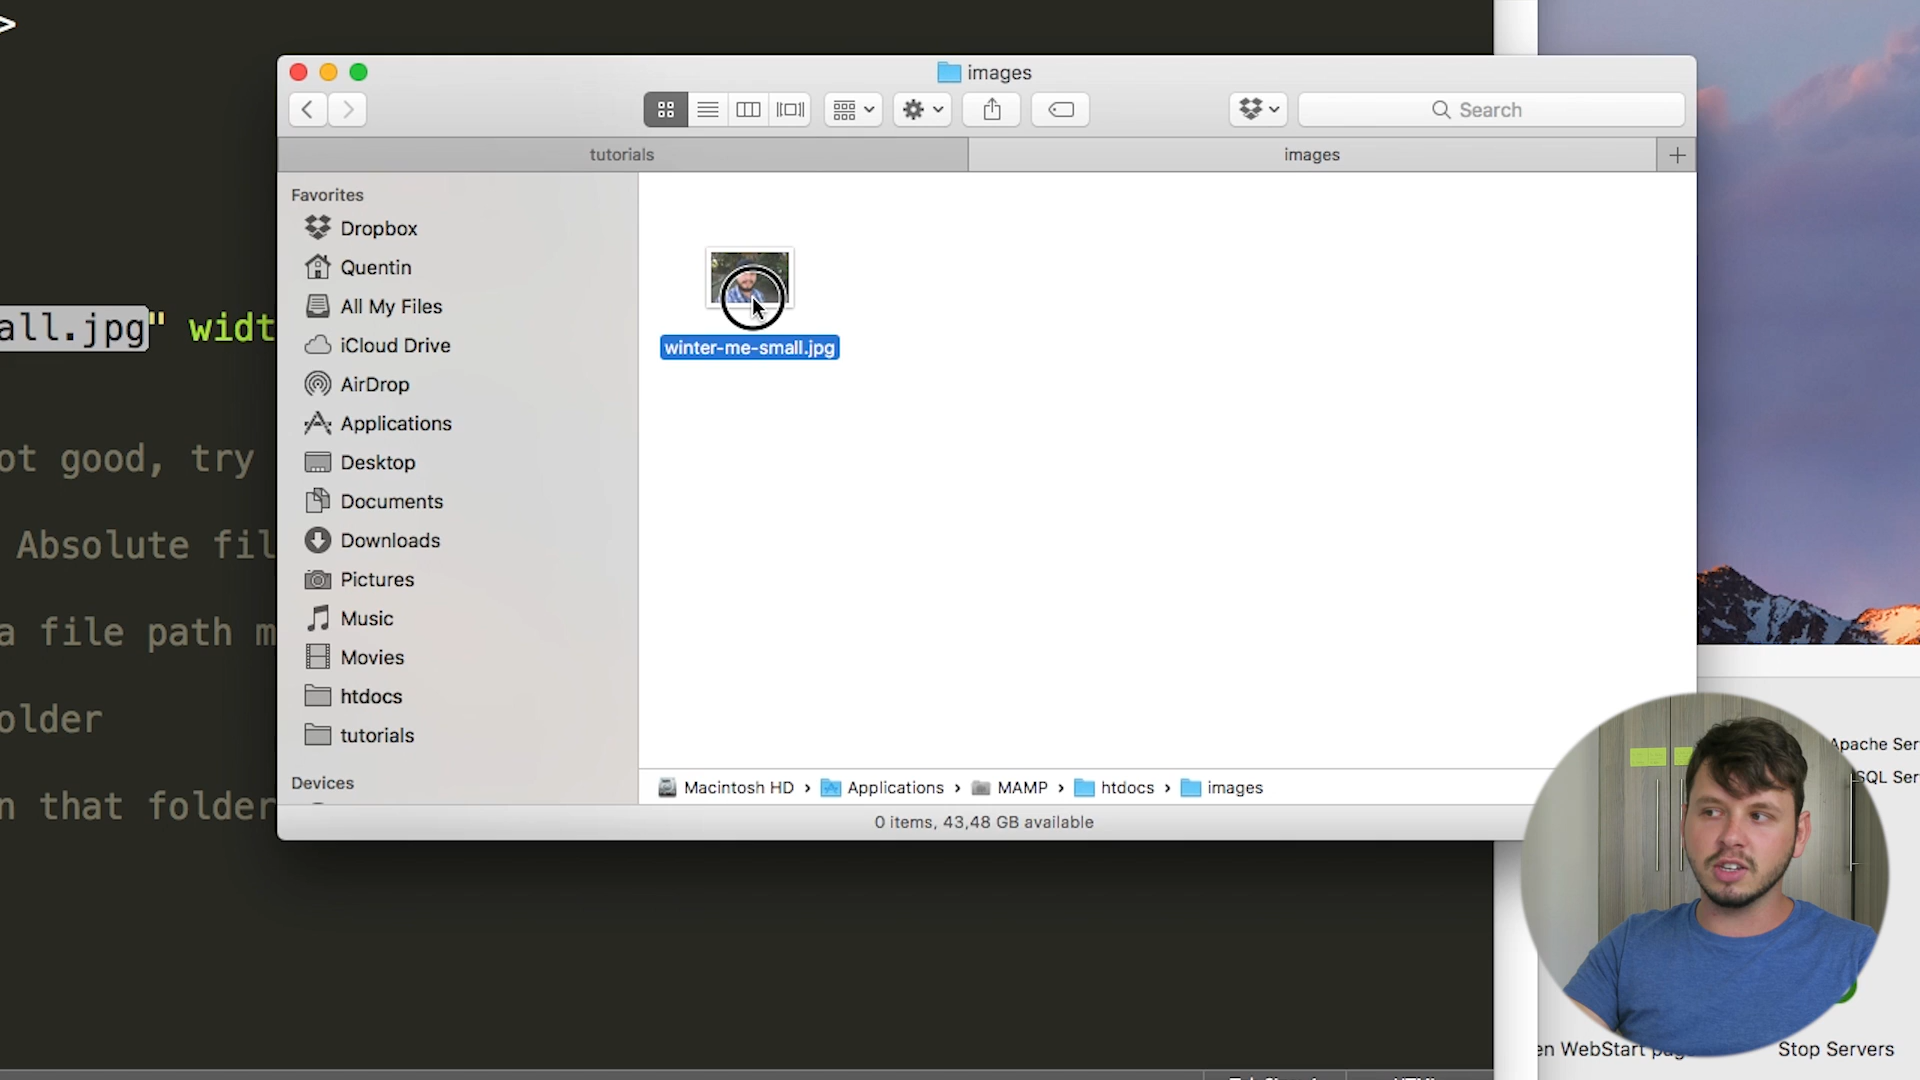 >
images
Search
tutorials
images
Favorites
Dropbox
Quentin
All My Files
iCloud Drive
AirDrop
Applications
Desktop
Documents
Downloads
Pictures
Music
Movies
htdocs
tutorials
Devices
winter-me-small.jpg
Macintosh HD › Applications › MAMP › htdocs › images
0 items, 43,48 GB available
all.jpg" widt
ot good, try
Absolute fil
a file path m
older
n that folder
Apache Ser
SQL Ser
en WebStart page
Stop Servers